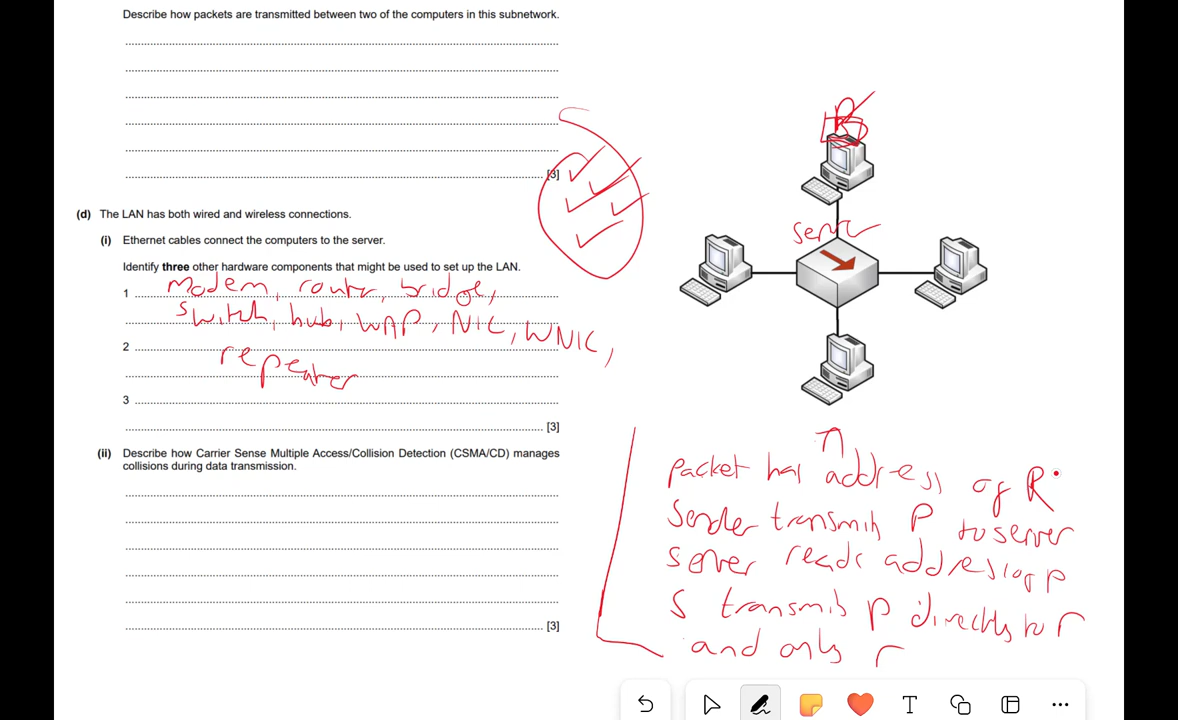 Describe how packets are transmitted between two of the computers in this subnetwork.
[3]
(d) The LAN has both wired and wireless connections.
(i) Ethernet cables connect the computers to the server.
Identify three other hardware components that might be used to set up the LAN.
1
modem, router, bridge,
switch, hub, WAP, NIC, WNIC,
2
repeater
3
[3]
(ii) Describe how Carrier Sense Multiple Access/Collision Detection (CSMA/CD) manages
collisions during data transmission.
[3]
server
Packet has address of R
Sender transmits P to server
server reads address of P
S transmits P directly to r
and only r